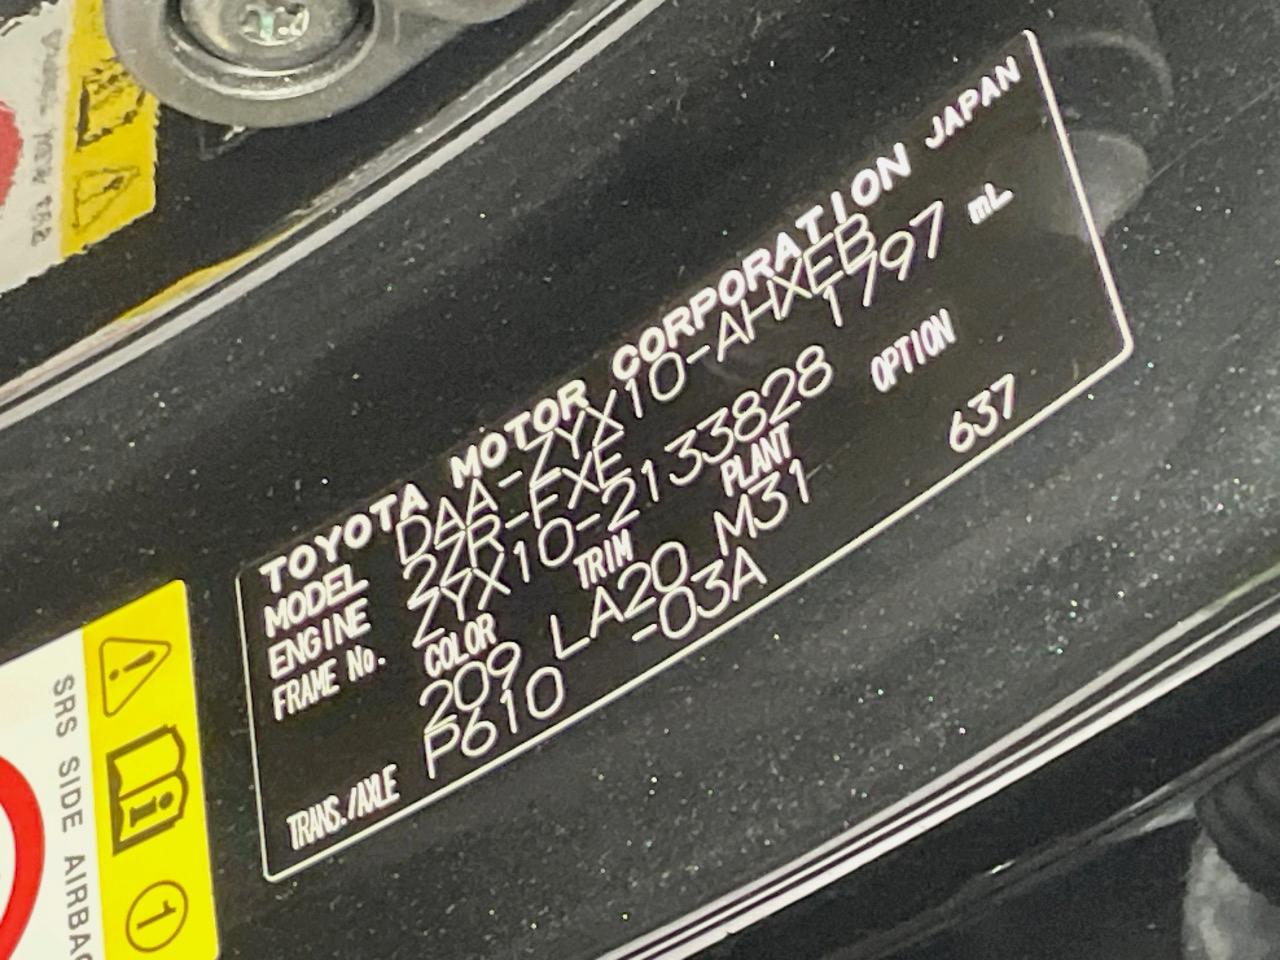 TOYOTA MOTOR CORPORATION JAPAN
MODEL DAA-ZYX10-AHXEB
ENGINE 2ZR-FXE 1797 mL
FRAME No. ZYX10-2133828
COLOR TRIM PLANT OPTION
209 LA20 M31 637
TRANS./AXLE P610 -03A
SRS SIDE AIRBAG
1